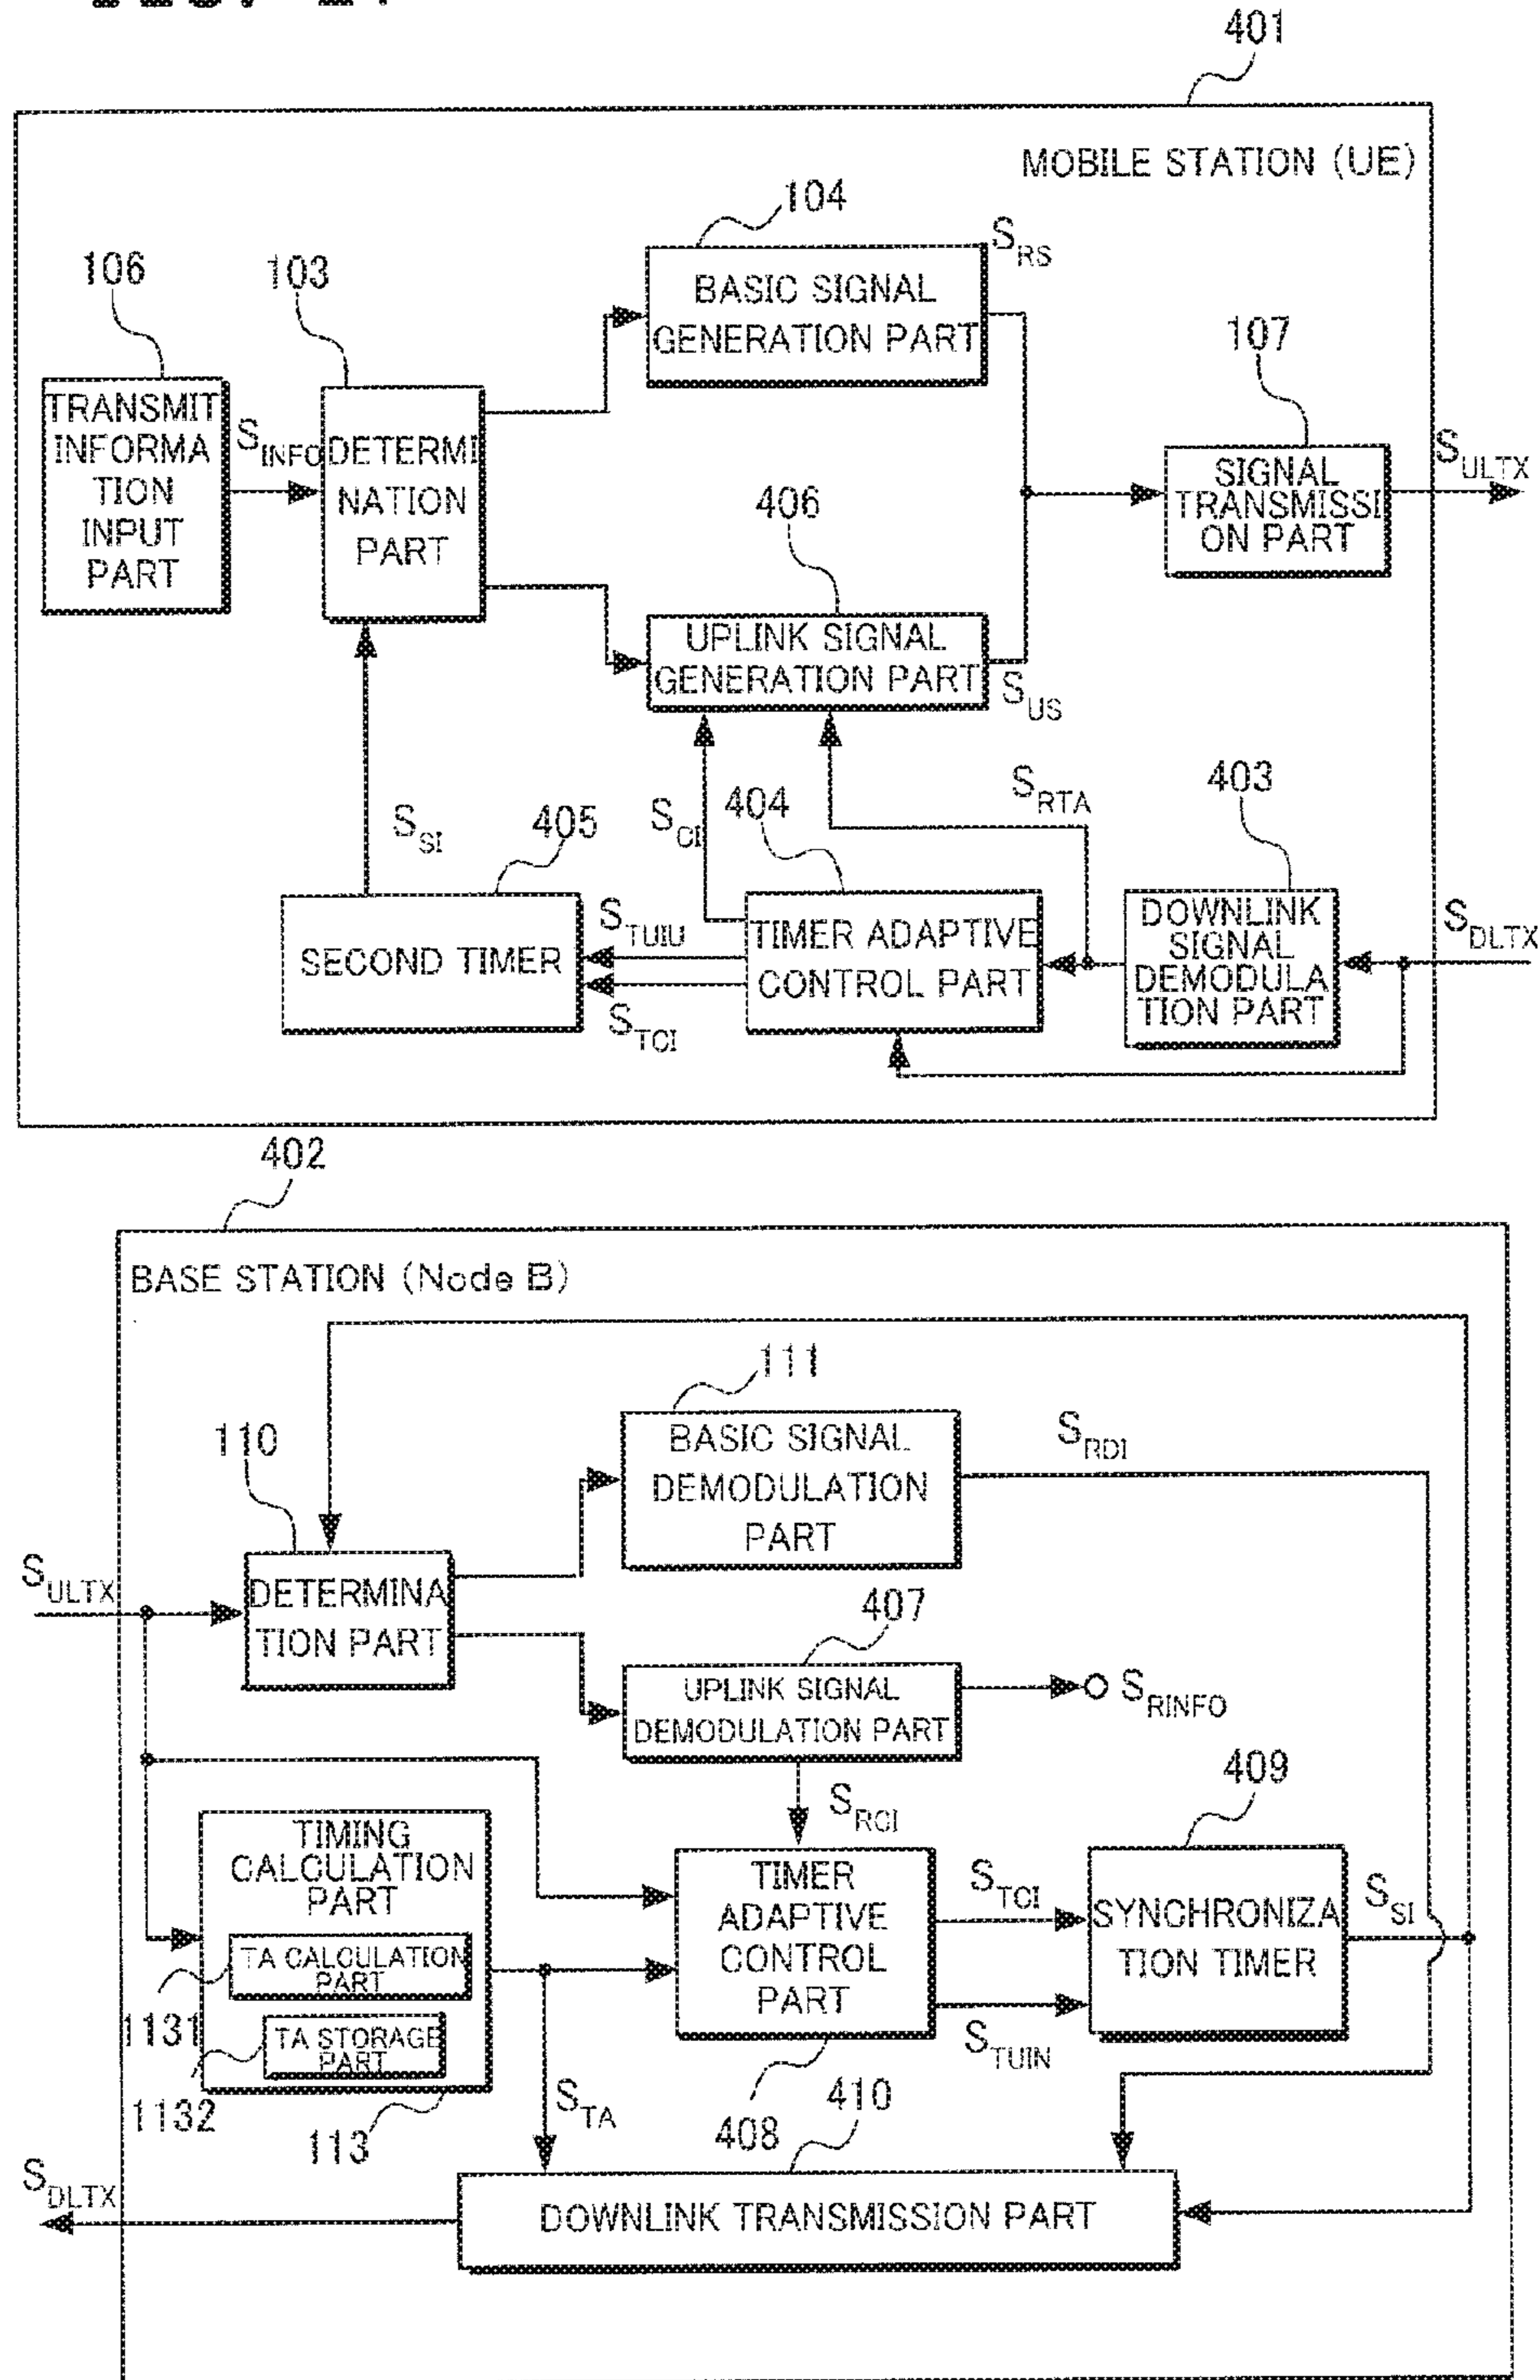 401
MOBILE STATION (UE)
104
S_RS
106
103
BASIC SIGNAL
GENERATION PART
107
TRANSMIT
INFORMA
TION
INPUT
PART
S_INFO
DETERMI
NATION
PART
SIGNAL
TRANSMISSI
ON PART
S_ULTX
406
UPLINK SIGNAL
GENERATION PART
S_US
S_SI
405
S_CI
404
S_RTA
403
SECOND TIMER
S_TUIU
S_TCI
TIMER ADAPTIVE
CONTROL PART
DOWNLINK
SIGNAL
DEMODULA
TION PART
S_DLTX
402
BASE STATION (Node B)
111
110
BASIC SIGNAL
DEMODULATION
PART
S_RDI
S_ULTX
DETERMINA
TION PART
407
UPLINK SIGNAL
DEMODULATION PART
S_RINFO
S_RCI
409
TIMING
CALCULATION
PART
TA CALCULATION
PART
TA STORAGE
PART
1131
1132
113
TIMER
ADAPTIVE
CONTROL
PART
S_TCI
S_TUIN
SYNCHRONIZA
TION TIMER
S_SI
S_TA
408
410
S_DLTX
DOWNLINK TRANSMISSION PART